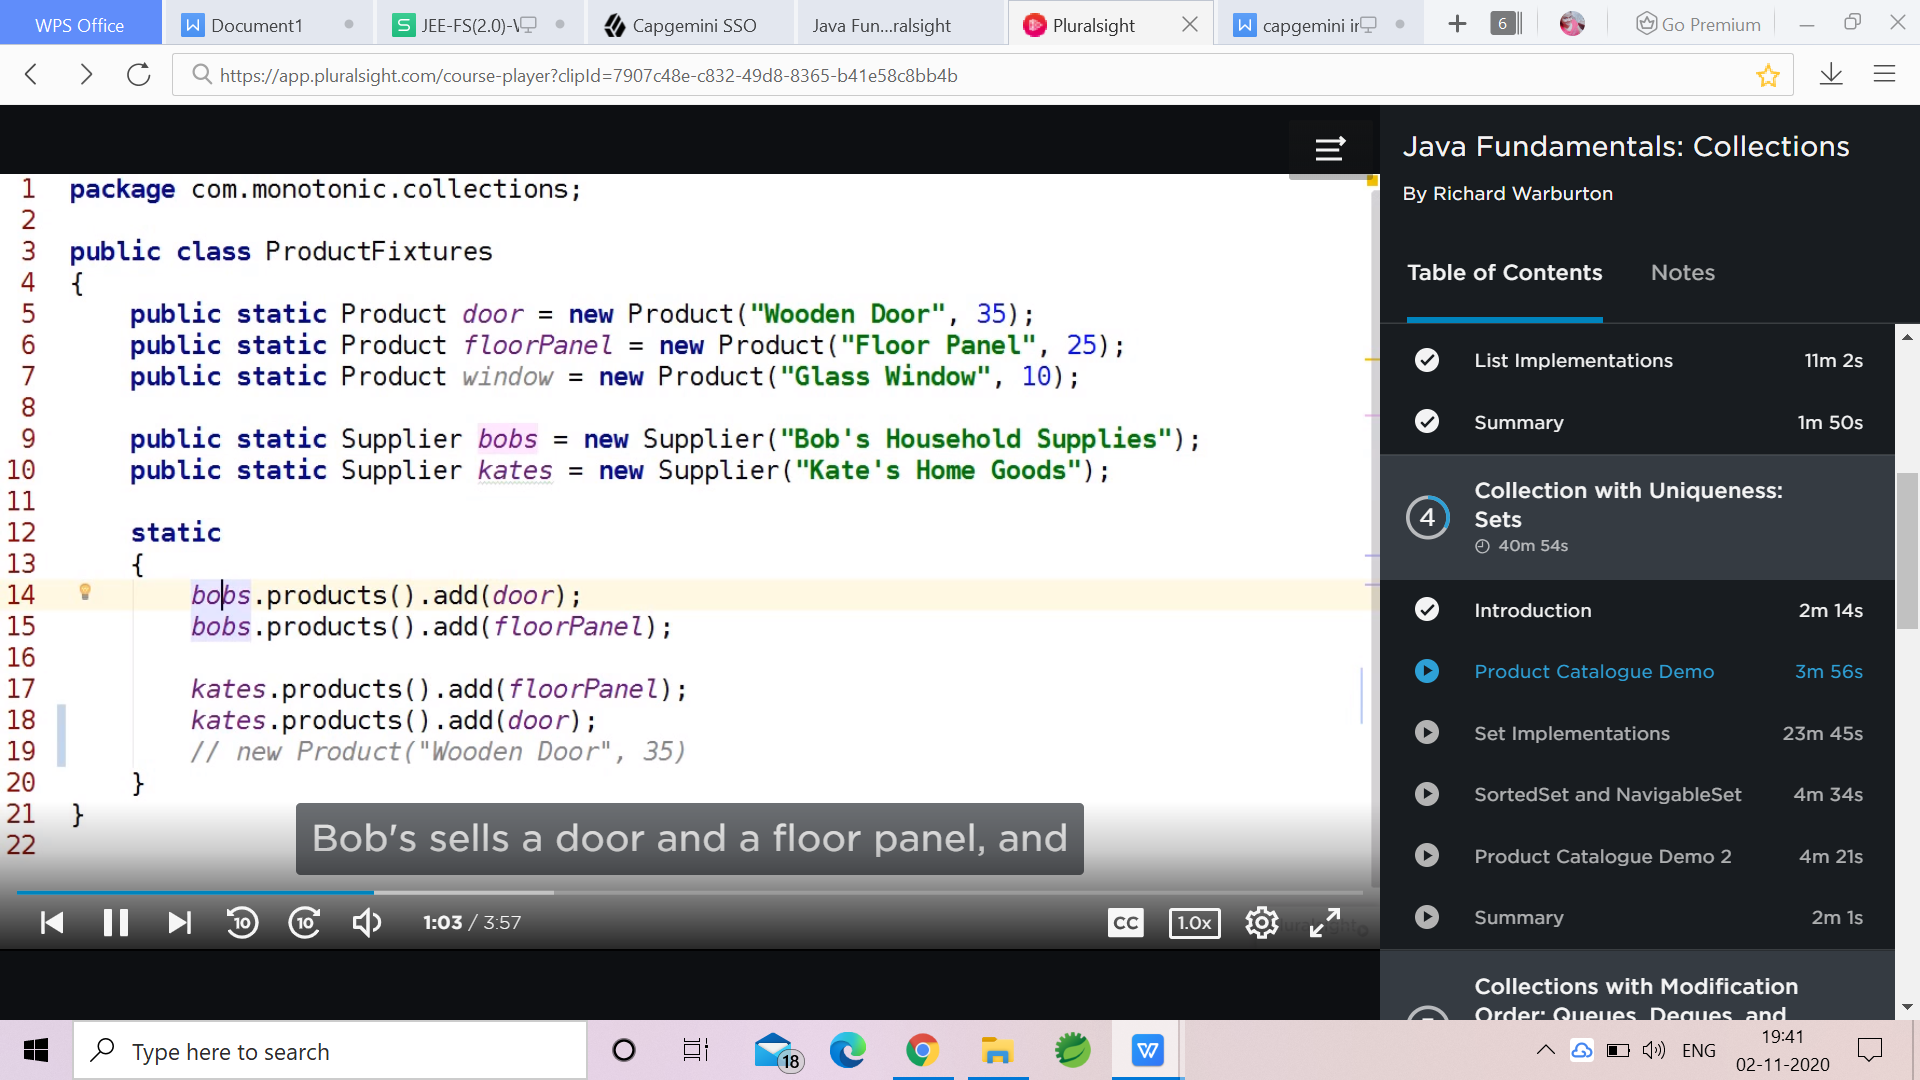 WPS Office
Document1
JEE-FS(2.0)-V
Capgemini SSO
Java Fun...ralsight
Pluralsight
capgemini ir
6
Go Premium
https://app.pluralsight.com/course-player?clipId=7907c48e-c832-49d8-8365-b41e58c8bb4b
1 package com.monotonic.collections;
2
3 public class ProductFixtures
4 {
5 public static Product door = new Product("Wooden Door", 35);
6 public static Product floorPanel = new Product("Floor Panel", 25);
7 public static Product window = new Product("Glass Window", 10);
8
9 public static Supplier bobs = new Supplier("Bob's Household Supplies");
10 public static Supplier kates = new Supplier("Kate's Home Goods");
11
12 static
13 {
14 bobs.products().add(door);
15 bobs.products().add(floorPanel);
16
17 kates.products().add(floorPanel);
18 kates.products().add(door);
19 // new Product("Wooden Door", 35)
20 }
21 }
22
Bob's sells a door and a floor panel, and
10
10
1:03 / 3:57
CC
1.0x
Java Fundamentals: Collections
By Richard Warburton
Table of Contents
Notes
List Implementations 11m 2s
Summary 1m 50s
4
Collection with Uniqueness:
Sets
40m 54s
Introduction 2m 14s
Product Catalogue Demo 3m 56s
Set Implementations 23m 45s
SortedSet and NavigableSet 4m 34s
Product Catalogue Demo 2 4m 21s
Summary 2m 1s
Collections with Modification
Order: Queues, Deques, and
Type here to search
18
ENG
19:41
02-11-2020